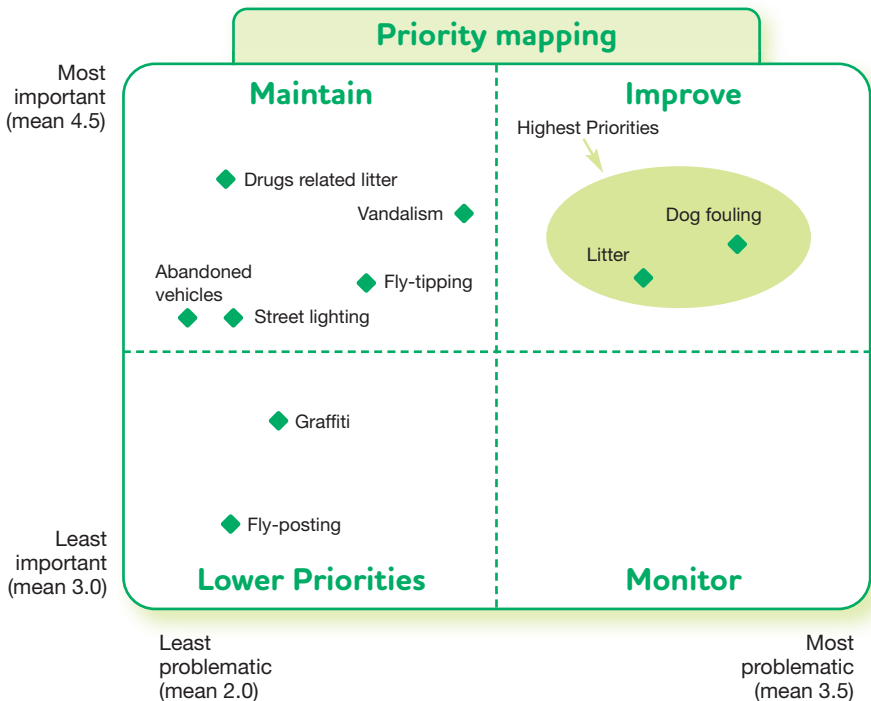 Priority mapping
Most
important
(mean 4.5)
Maintain
Improve
Highest Priorities
Drugs related litter
Vandalism
Dog fouling
Litter
Abandoned
vehicles
Fly-tipping
Street lighting
Graffiti
Fly-posting
Least
important
(mean 3.0)
Lower Priorities
Monitor
Least
problematic
(mean 2.0)
Most
problematic
(mean 3.5)